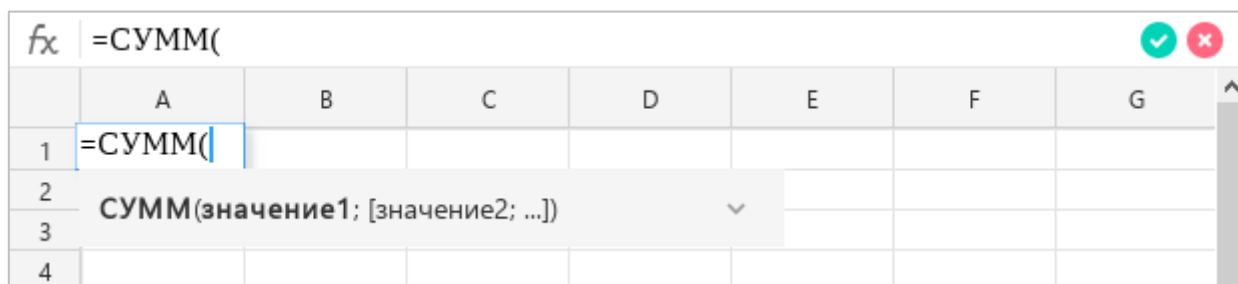 fx =СУММ(
A B C D E F G
1 =СУММ(
2
СУММ(значение1; [значение2; ...])
3
4